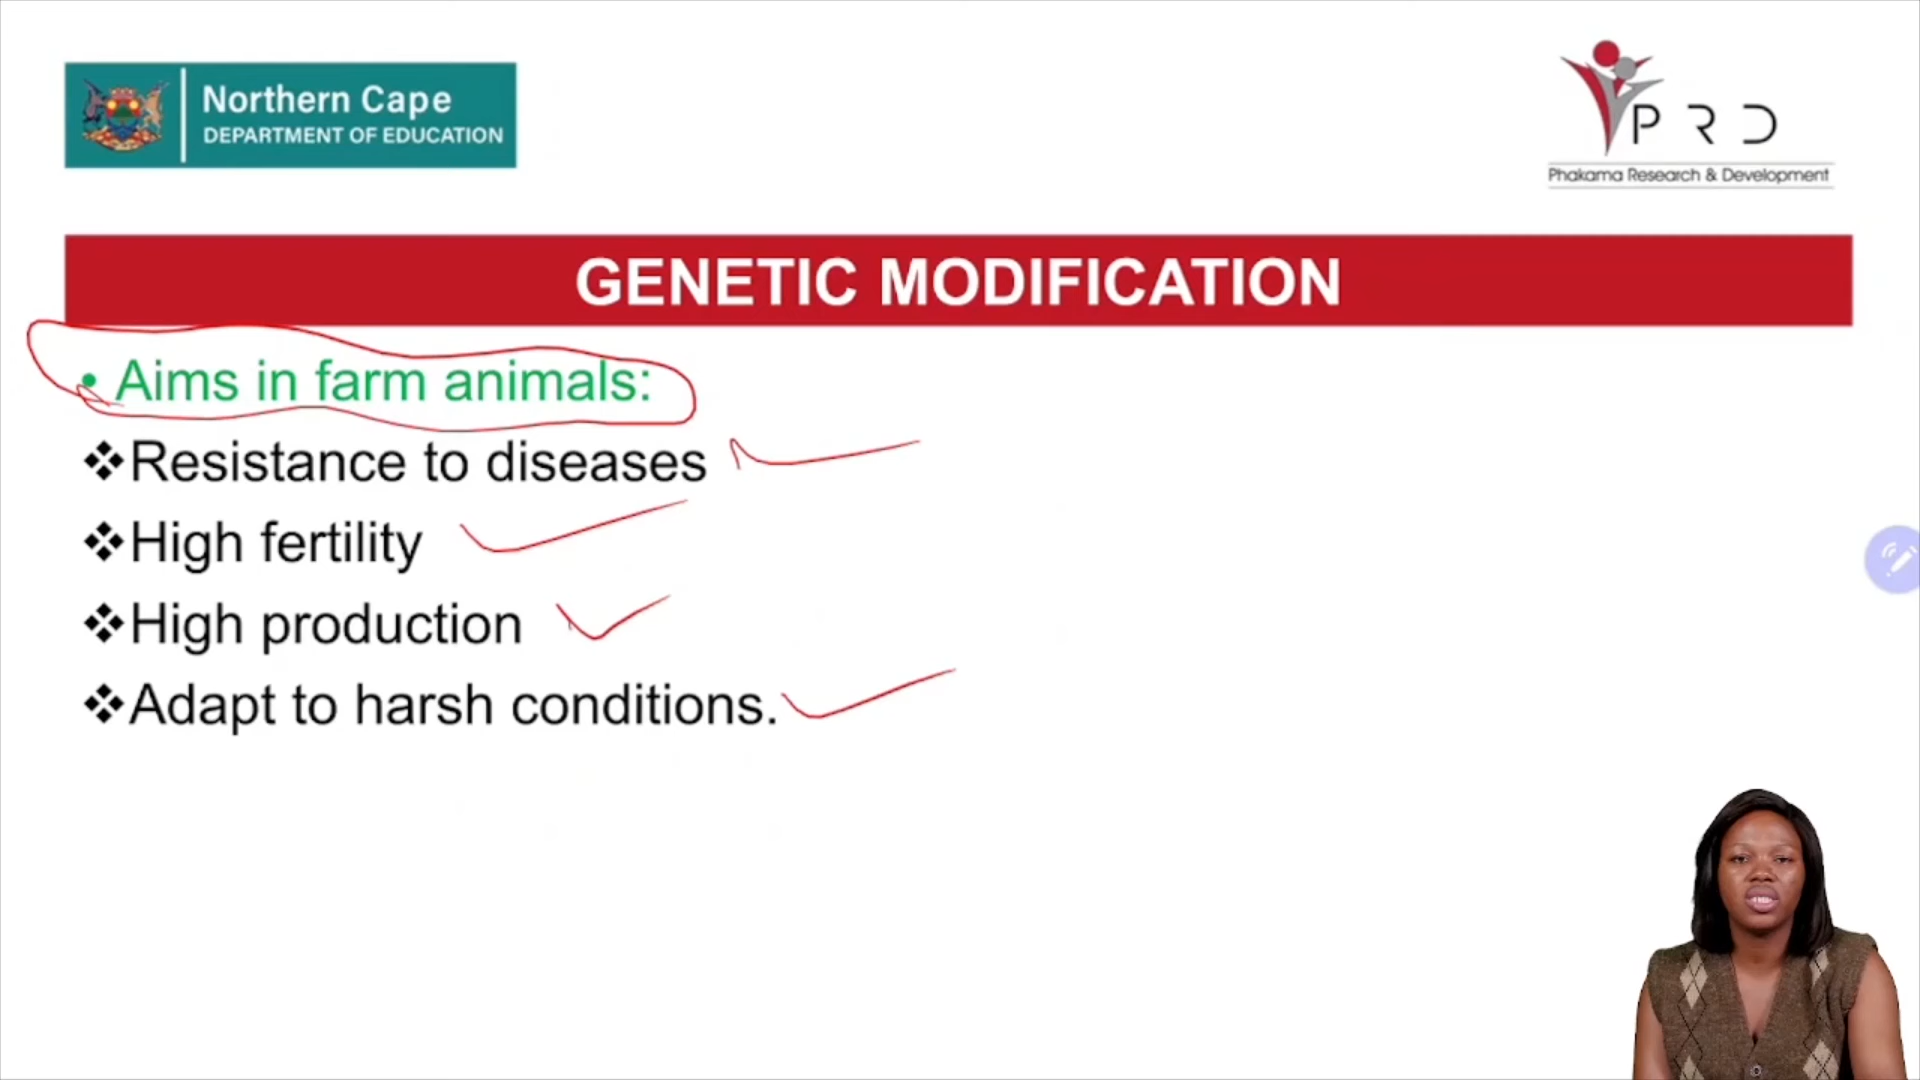 Northern Cape
DEPARTMENT OF EDUCATION
P R D
Phakama Research & Development
GENETIC MODIFICATION
• Aims in farm animals:
❖Resistance to diseases
❖High fertility
❖High production
❖Adapt to harsh conditions.